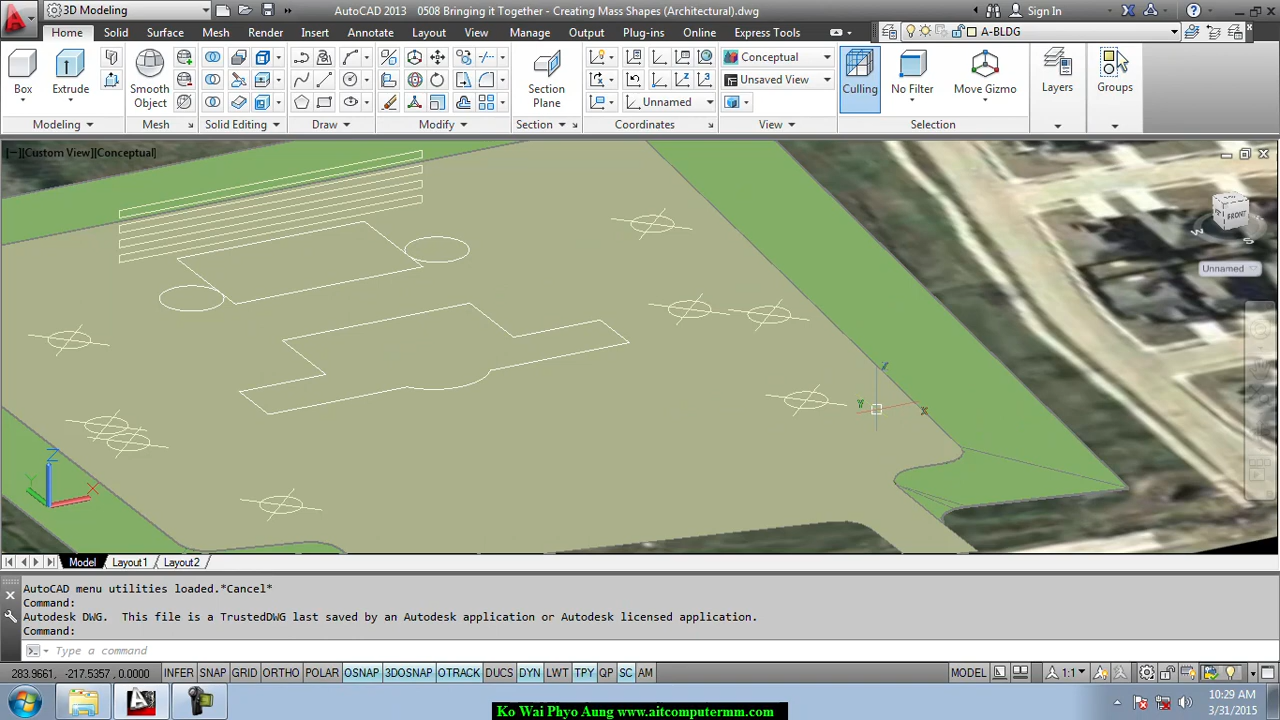 3D Modeling
AutoCAD 2013 0508 Bringing it Together - Creating Mass Shapes (Architectural).dwg
Sign In
A-BLDG
Home Solid Surface Mesh Render Insert Annotate Layout View Manage Output Plug-ins Online Express Tools
Box Extrude Smooth Object Section Plane Conceptual Unsaved View Unnamed Culling No Filter Move Gizmo Layers Groups
Modeling Mesh Solid Editing Draw Modify Section Coordinates View Selection
[−][Custom View][Conceptual]
FRONT
W
S
Unnamed
Z
Y
X
Z
Y
X
Model Layout1 Layout2
AutoCAD menu utilities loaded.*Cancel*
Command:
Autodesk DWG.  This file is a TrustedDWG last saved by an Autodesk application or Autodesk licensed application.
Command:
Type a command
283.9661, -217.5357, 0.0000 INFER SNAP GRID ORTHO POLAR OSNAP 3DOSNAP OTRACK DUCS DYN LWT TPY QP SC AM MODEL 1:1
10:29 AM
3/31/2015
Ko Wai Phyo Aung www.aitcomputermm.com